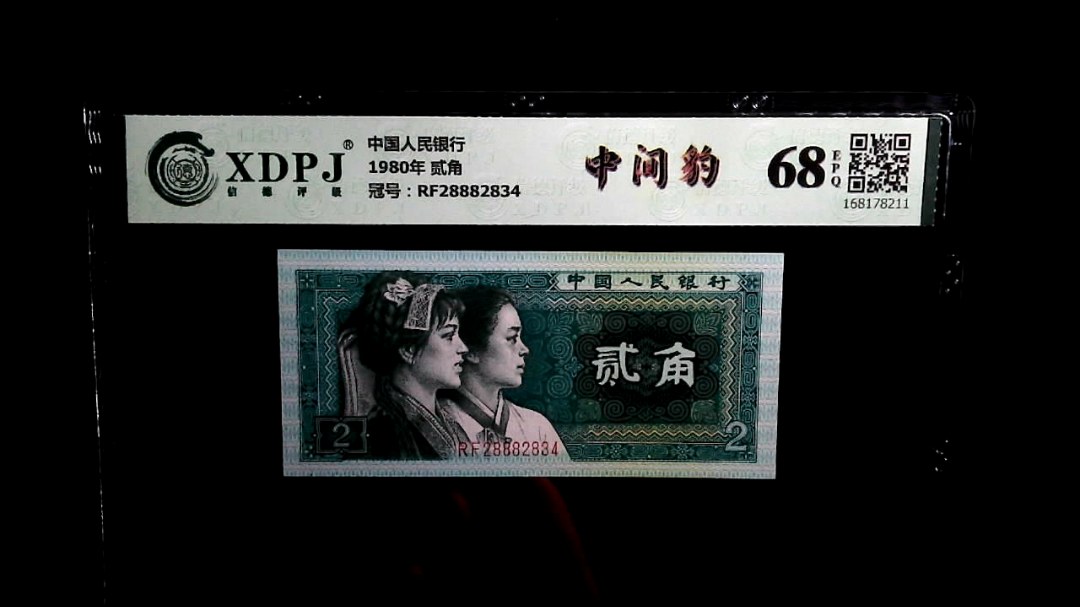 XDPJ®
信德评级
中国人民银行
1980年 贰角
冠号：RF28882834
中间豹
68
EPQ
168178211
中国人民银行
贰角
2
2
RF28882834